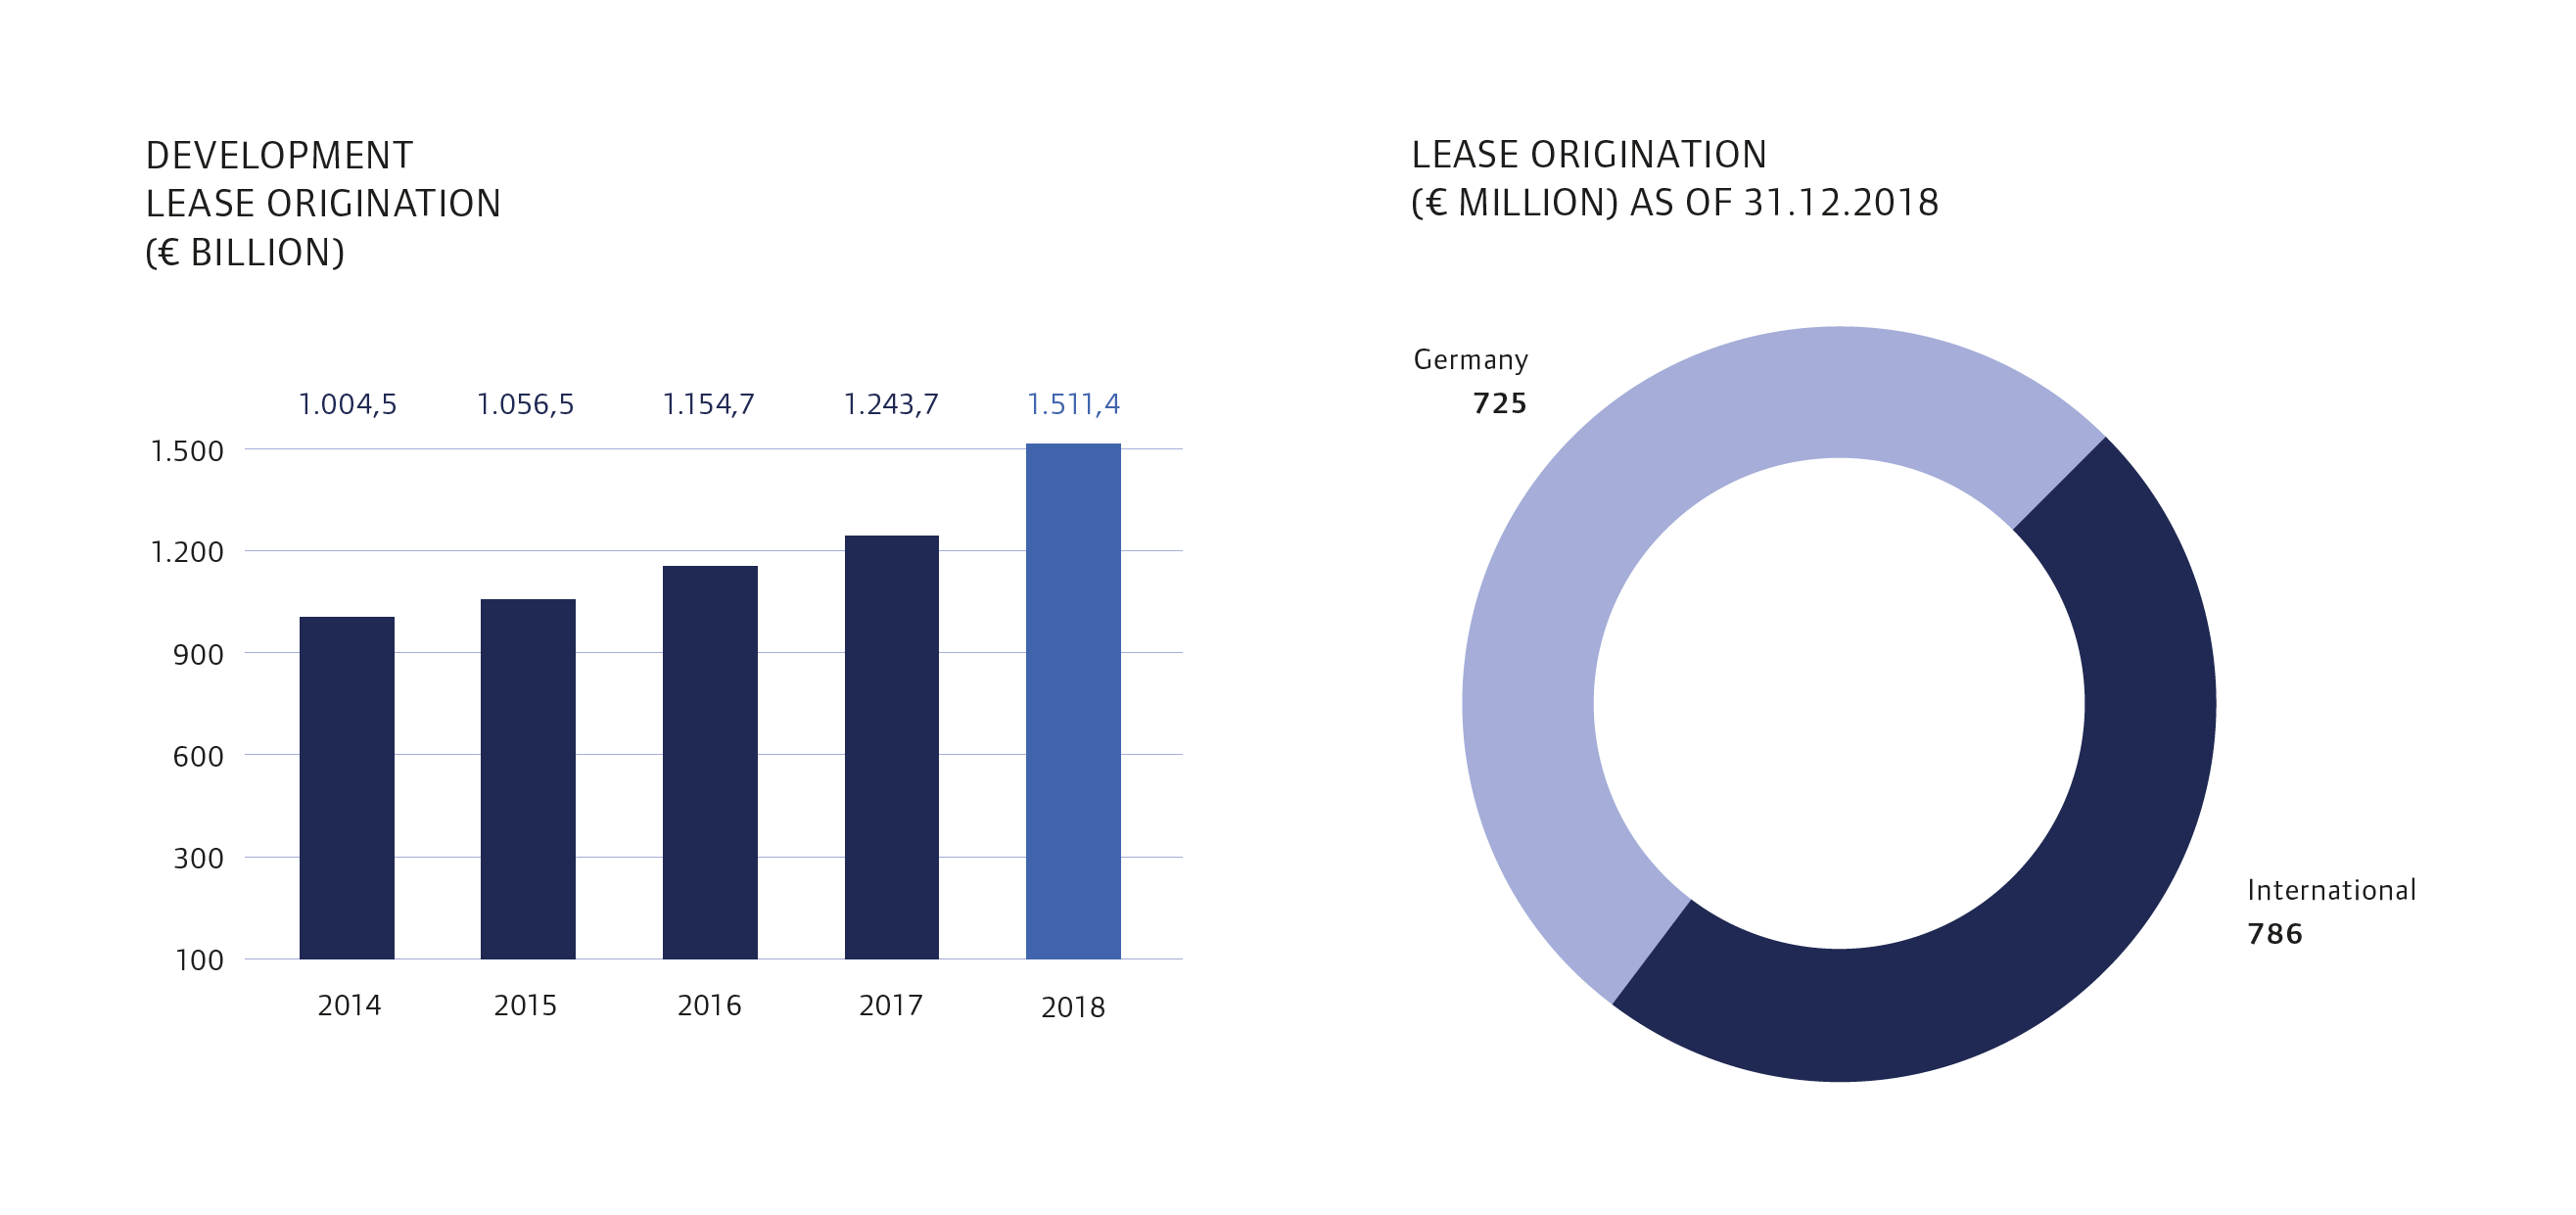 DEVELOPMENT
LEASE ORIGINATION
(€ BILLION)
1.004,5 1.056,5 1.154,7 1.243,7 1.511,4
1.500
1.200
900
600
300
100
2014 2015 2016 2017 2018
LEASE ORIGINATION
(€ MILLION) AS OF 31.12.2018
Germany
725
International
786